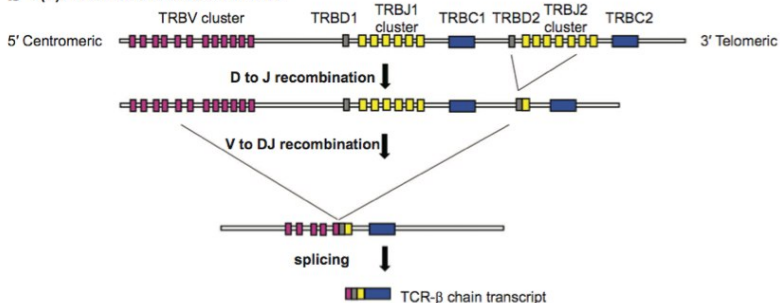 TRBV cluster TRBD1 TRBJ1 cluster TRBC1 TRBD2 TRBJ2 cluster TRBC2
5′ Centromeric 3′ Telomeric
D to J recombination
V to DJ recombination
splicing
TCR-β chain transcript